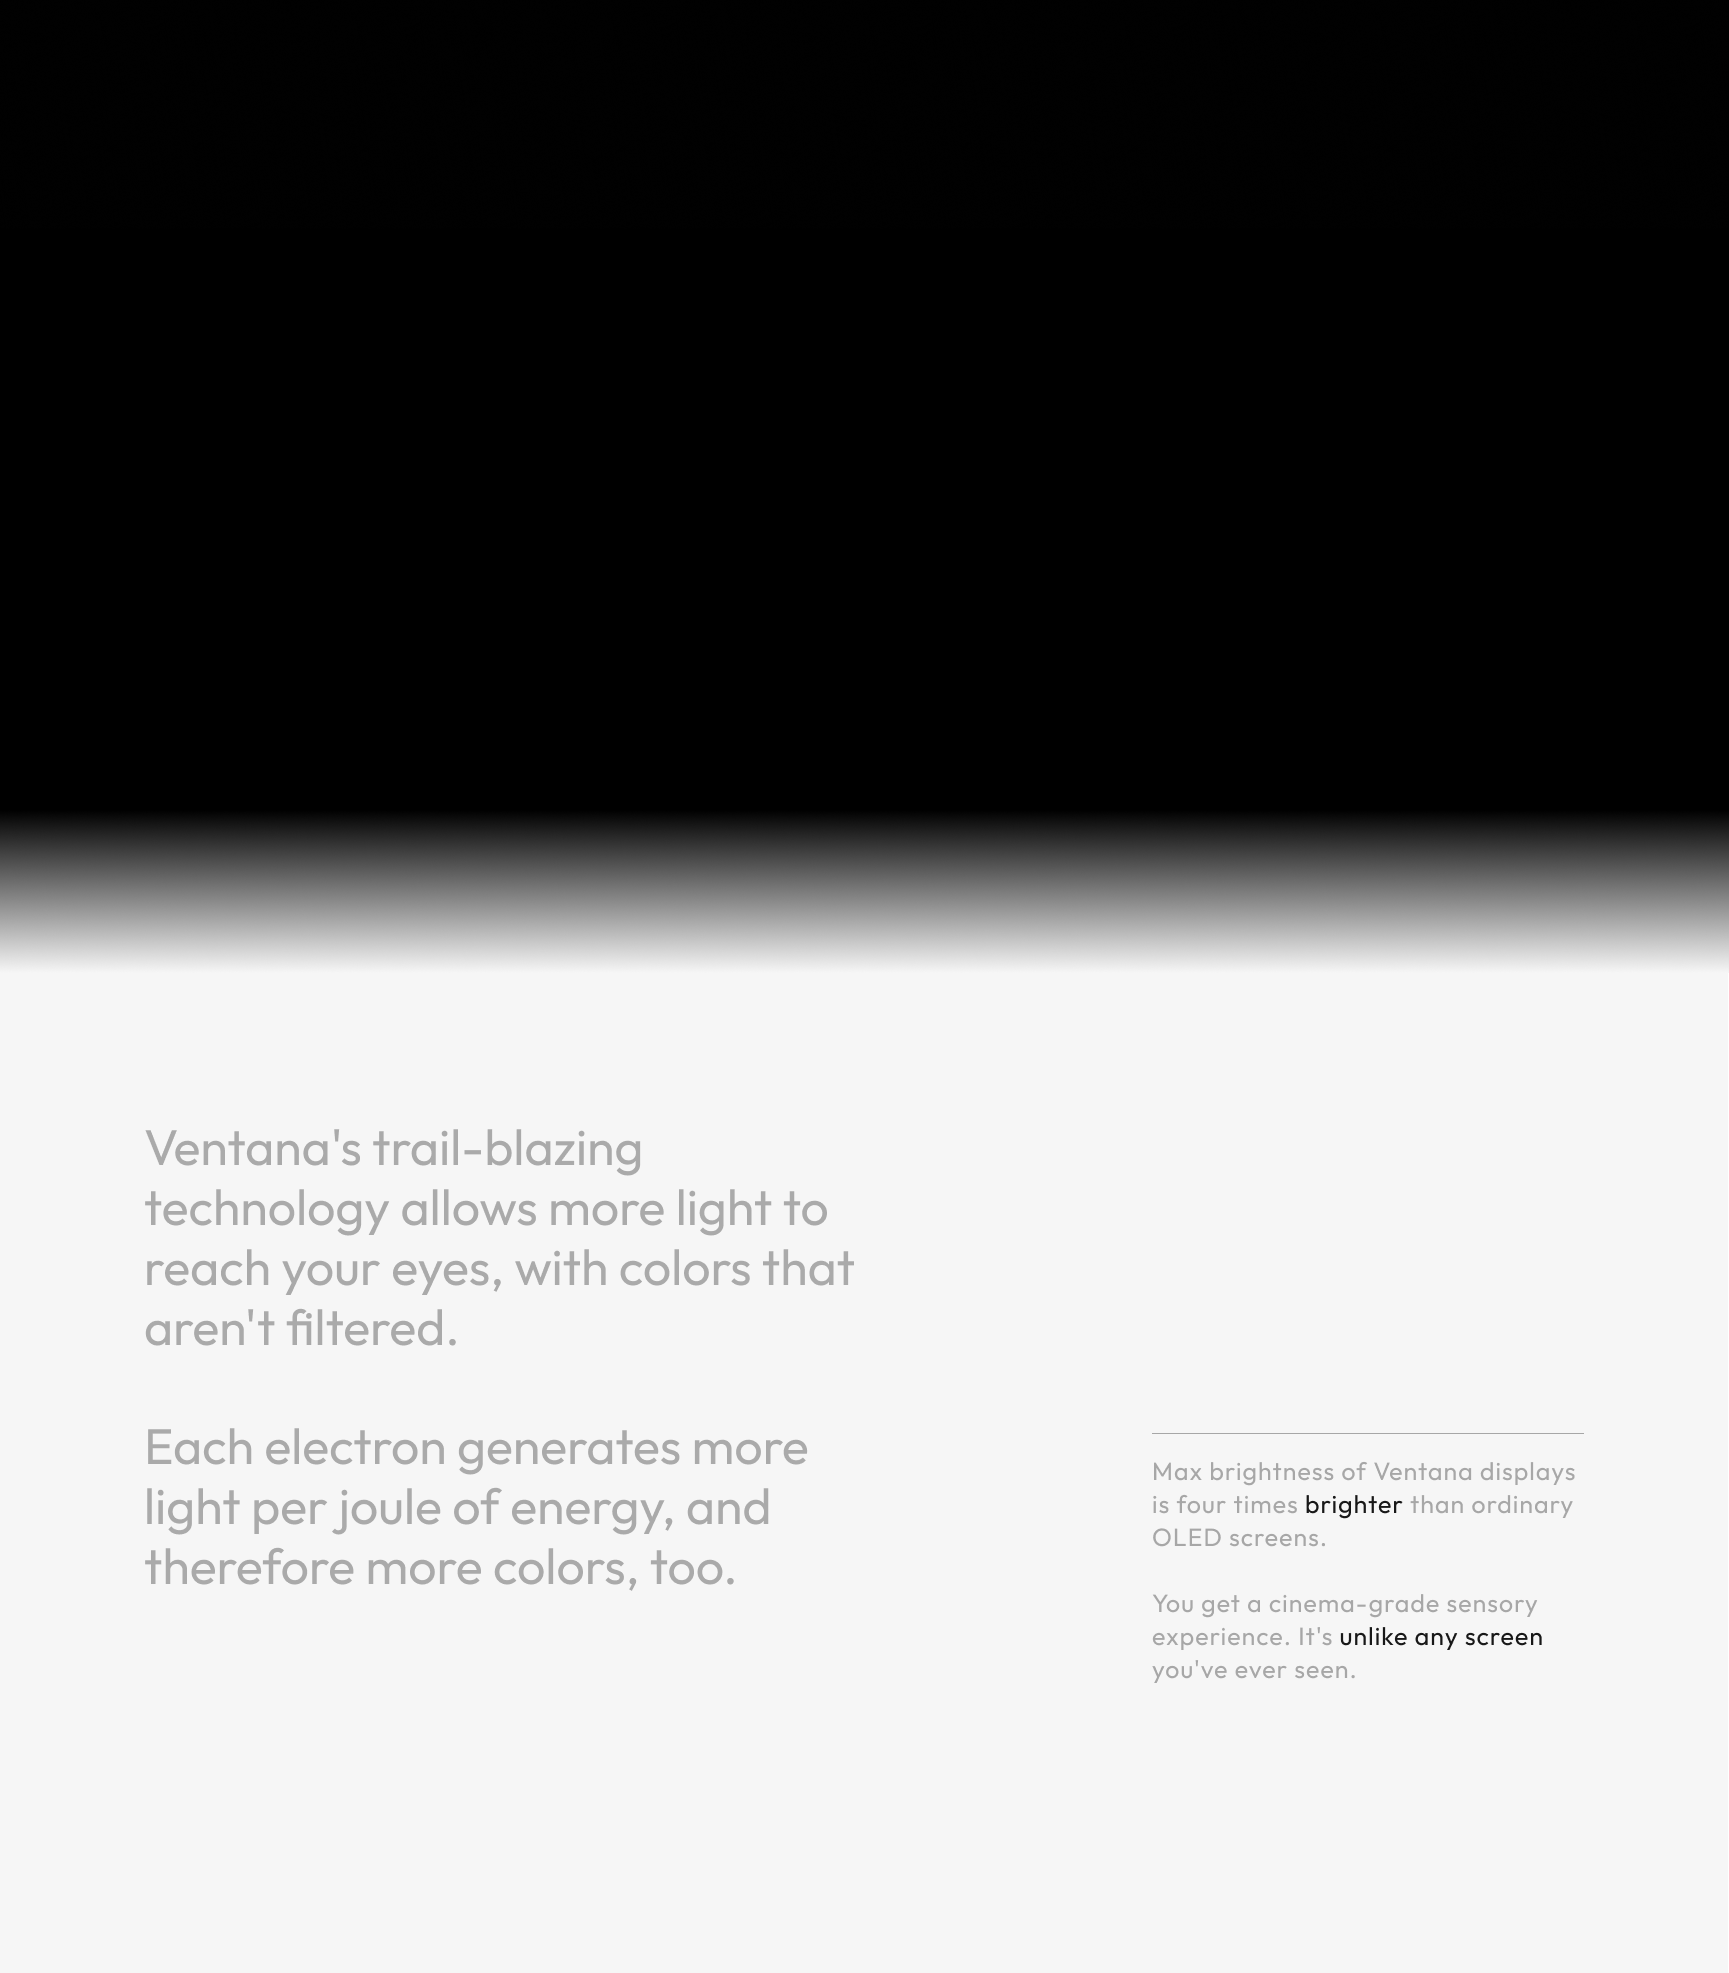 Ventana's trail-blazing
technology allows more light to
reach your eyes, with colors that
aren't filtered.
Each electron generates more
light per joule of energy, and
therefore more colors, too.
Max brightness of Ventana displays
is four times brighter than ordinary
OLED screens.
You get a cinema-grade sensory
experience. It's unlike any screen
you've ever seen.